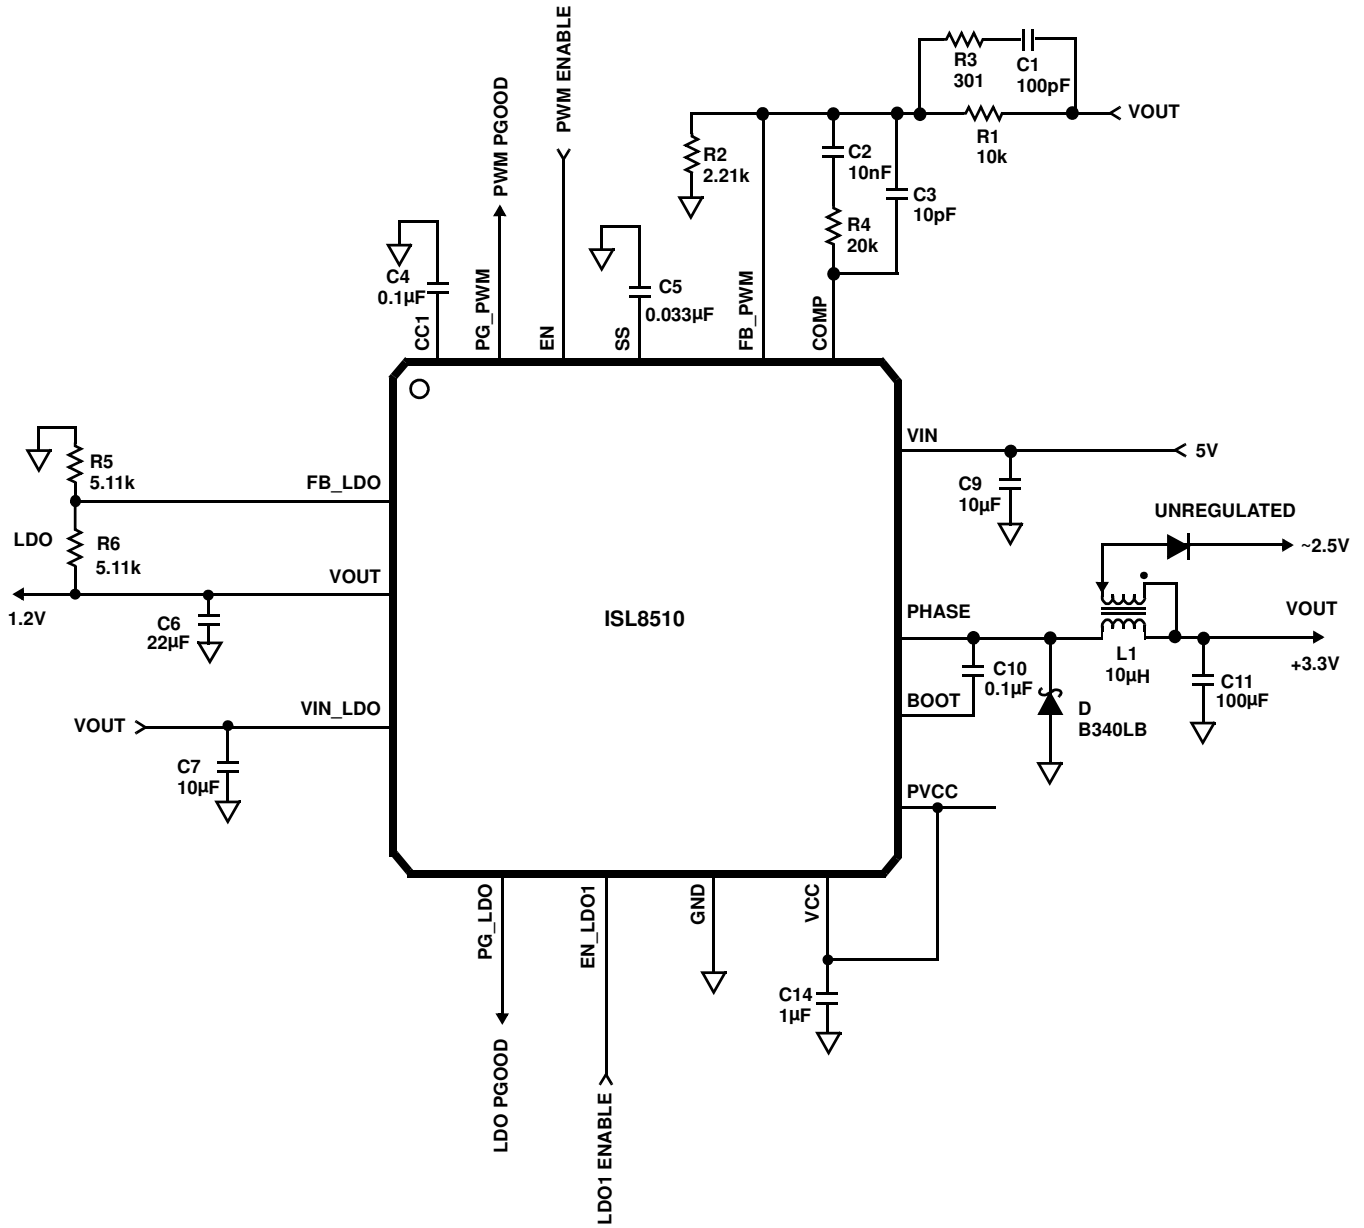 PWM ENABLE
PWM PGOOD
R3
301
C1
100pF
VOUT
R1
10k
R2
2.21k
C2
10nF
C3
10pF
R4
20k
C4
0.1µF
C5
0.033µF
CC1
PG_PWM
EN
SS
FB_PWM
COMP
VIN
5V
C9
10µF
R5
5.11k
FB_LDO
LDO
R6
5.11k
VOUT
1.2V
C6
22µF
UNREGULATED
~2.5V
ISL8510
PHASE
VOUT
+3.3V
L1
10µH
C10
0.1µF
C11
100µF
BOOT
D
B340LB
VIN_LDO
VOUT
C7
10µF
PVCC
PG_LDO
EN_LDO1
GND
VCC
C14
1µF
LDO PGOOD
LDO1 ENABLE